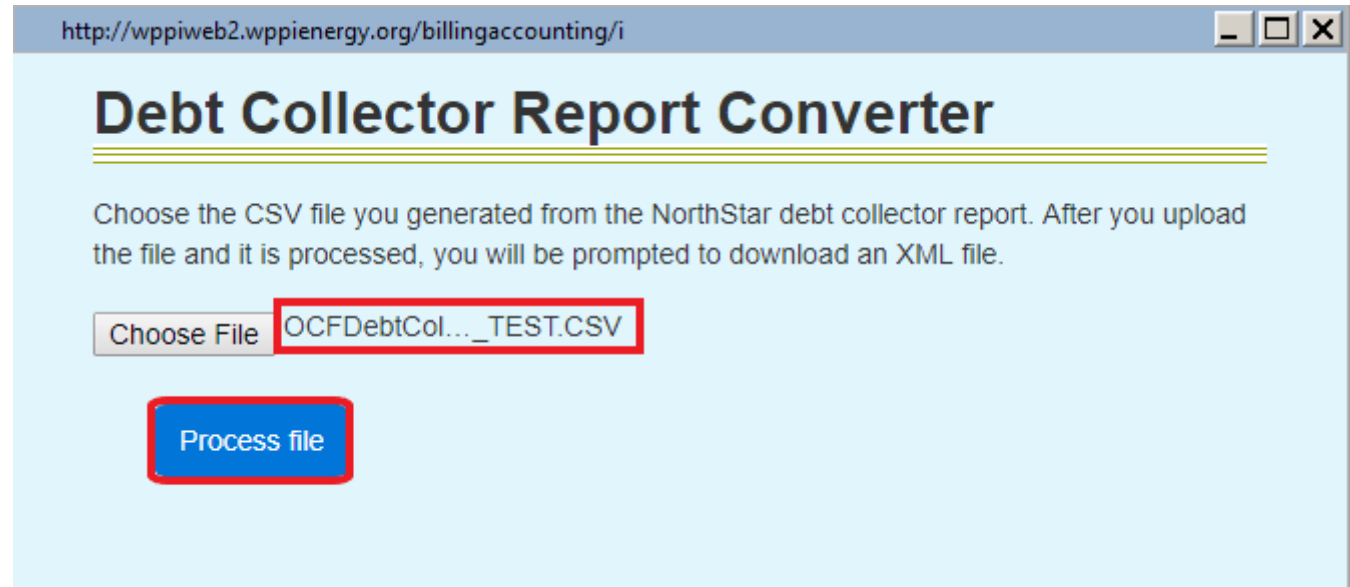 http://wppiweb2.wppienergy.org/billingaccounting/i
Debt Collector Report Converter
Choose the CSV file you generated from the NorthStar debt collector report. After you upload
the file and it is processed, you will be prompted to download an XML file.
Choose File OCFDebtCol..._TEST.CSV
Process file